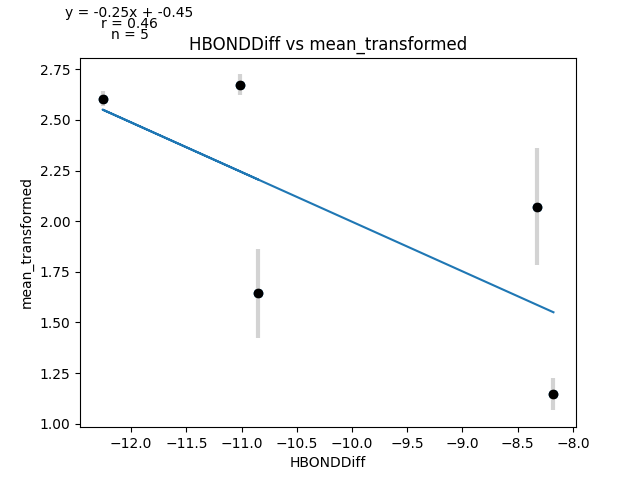 y = -0.25x + -0.45
r = 0.46
n = 5
HBONDDiff vs mean_transformed
2.75
2.50
2.25
2.00
1.75
1.50
1.25
1.00
mean_transformed
−12.0 −11.5 −11.0 −10.5 −10.0 −9.5 −9.0 −8.5 −8.0
HBONDDiff